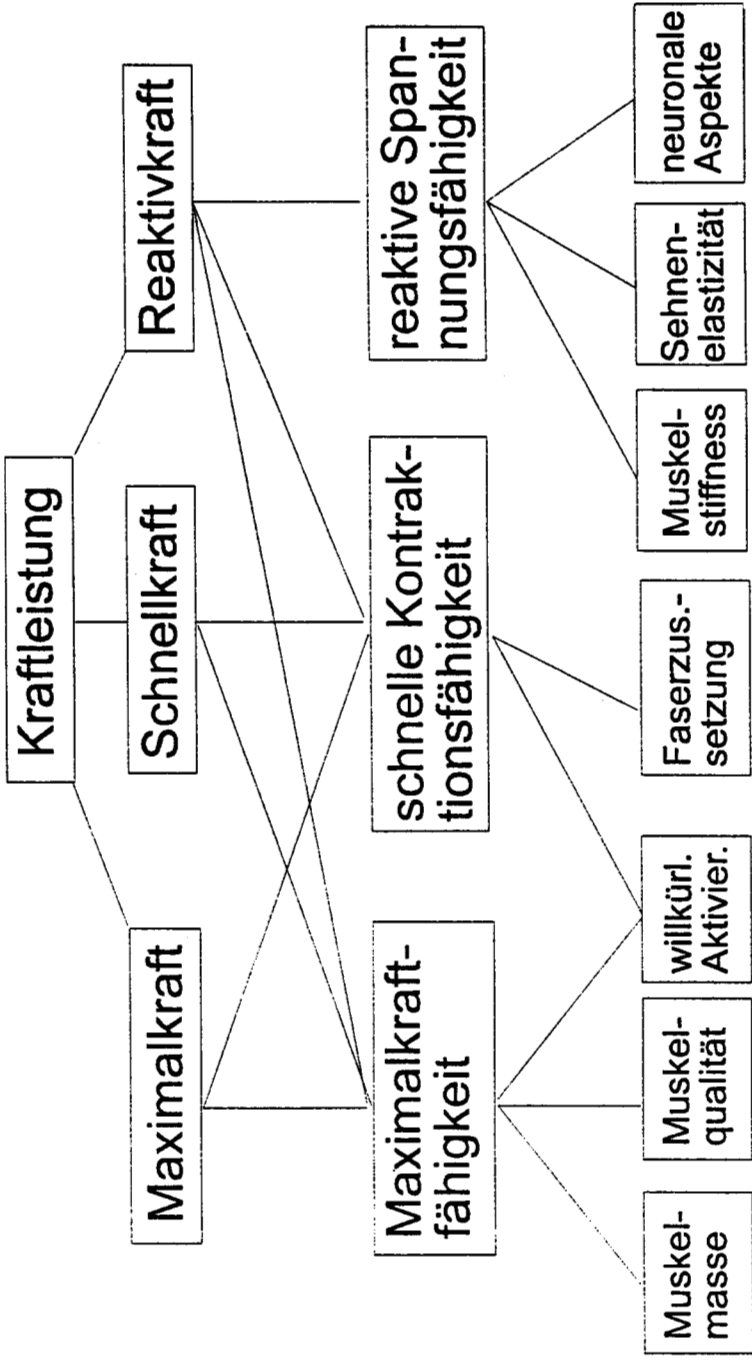 Kraftleistung
Maximalkraft
Schnellkraft
Reaktivkraft
Maximalkraft-
fähigkeit
schnelle Kontrak-
tionsfähigkeit
reaktive Span-
nungsfähigkeit
Muskel-
masse
Muskel-
qualität
willkürl.
Aktivier.
Faserzus.-
setzung
Muskel-
stiffness
Sehnen-
elastizität
neuronale
Aspekte